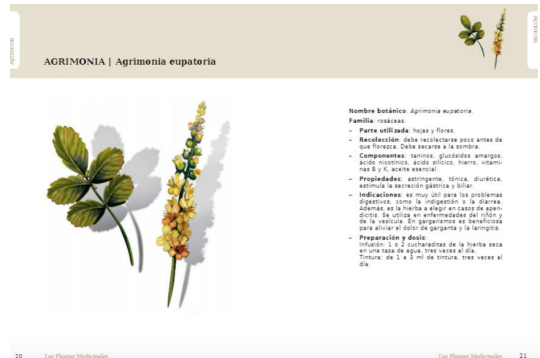 Agrimonia
AGRIMONIA | Agrimonia eupatoria
Agrimonia
Nombre botánico: Agrimonia eupatoria.
Familia: rosáceas.
– Parte utilizada: hojas y flores.
– Recolección: debe recolectarse poco antes de
que florezca. Debe secarse a la sombra.
– Componentes: taninos, glucósidos amargos,
ácido nicotínico, ácido silícico, hierro, vitami-
nas B y K, aceite esencial.
– Propiedades: astringente, tónica, diurética,
estimula la secreción gástrica y biliar.
– Indicaciones: es muy útil para los problemas
digestivos, como la indigestión o la diarrea.
Además, es la hierba a elegir en casos de apen-
dicitis. Se utiliza en enfermedades del riñón y
de la vesícula. En gargarismos es beneficiosa
para aliviar el dolor de garganta y la laringitis.
– Preparación y dosis:
Infusión: 1 o 2 cucharaditas de la hierba seca
en una taza de agua, tres veces al día.
Tintura: de 1 a 3 ml de tintura, tres veces al
día.
20 Las Plantas Medicinales
Las Plantas Medicinales 21